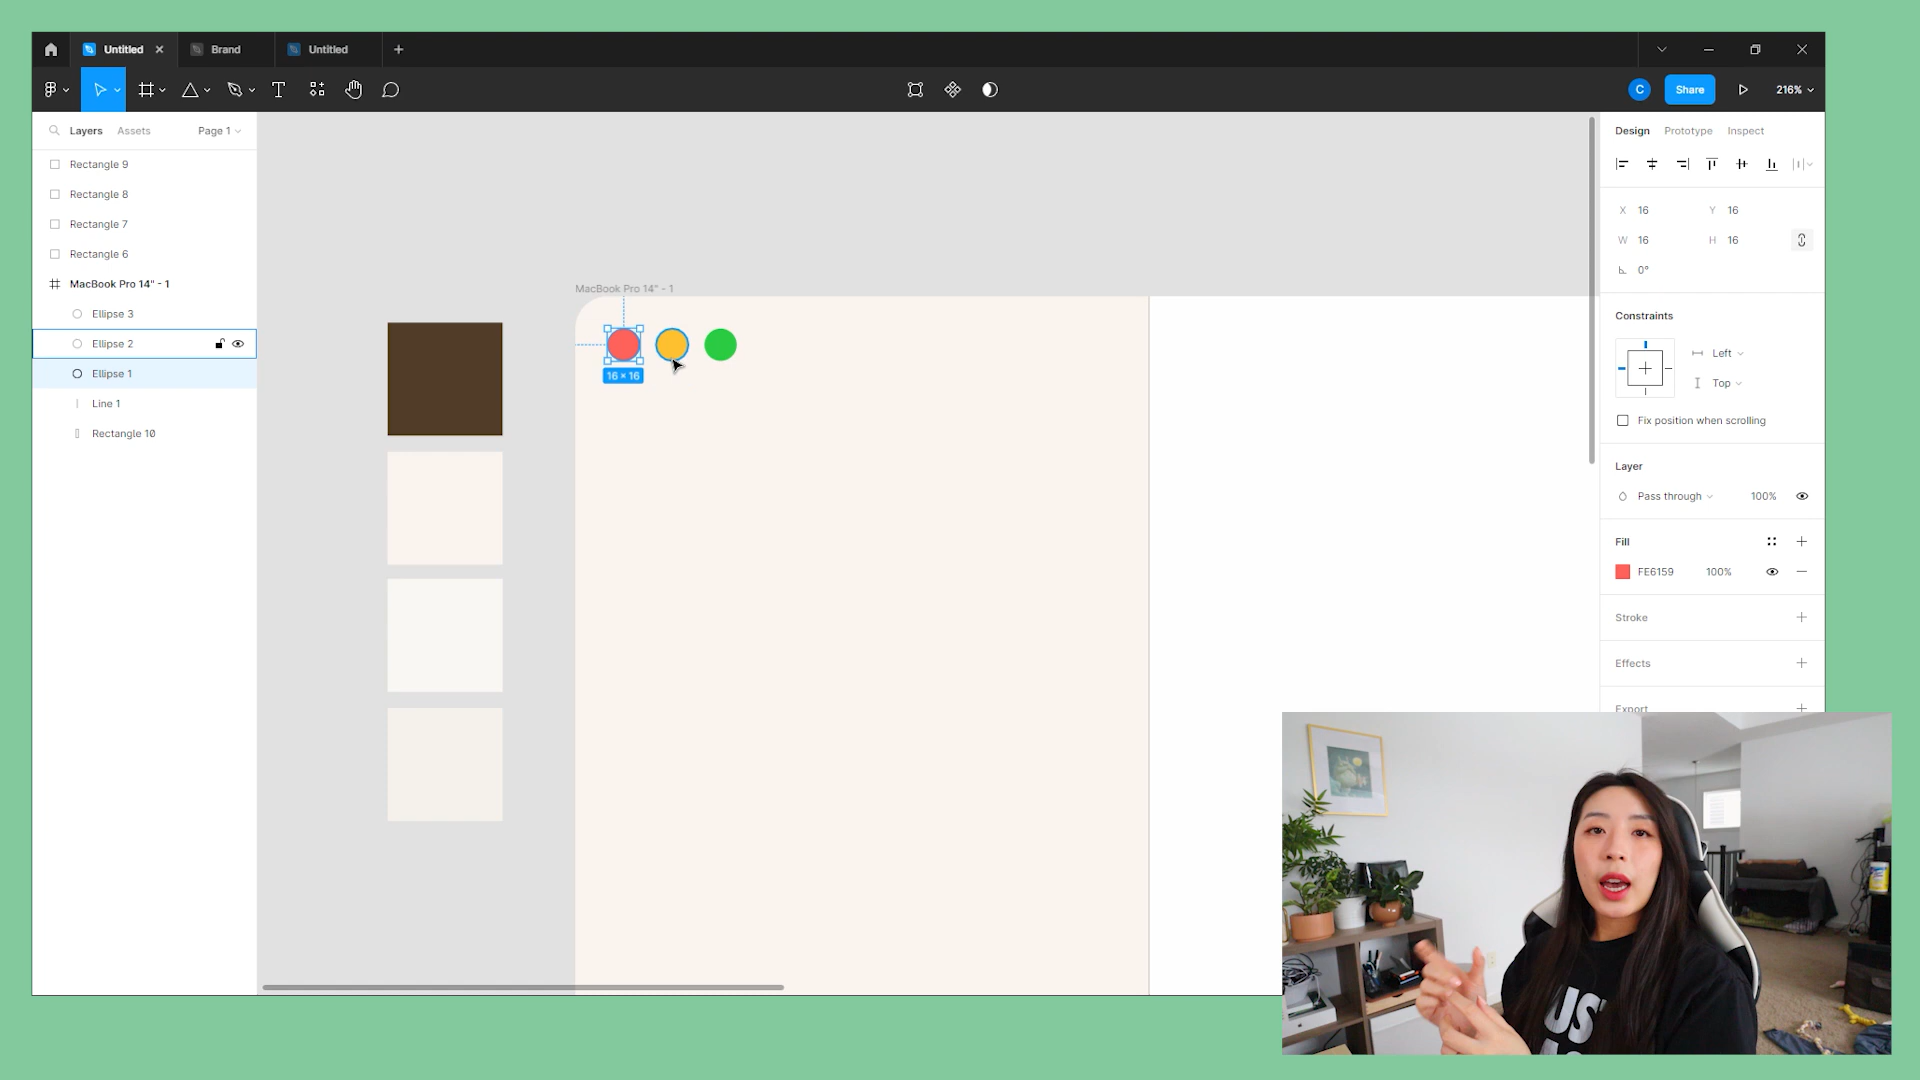 Untitled
Brand
Untitled
C
Share
216%
Layers
Assets
Page 1
Rectangle 9
Rectangle 8
Rectangle 7
Rectangle 6
MacBook Pro 14" - 1
Ellipse 3
Ellipse 2
Ellipse 1
Line 1
Rectangle 10
MacBook Pro 14" - 1
16 × 16
Design
Prototype
Inspect
X 16
Y 16
W 16
H 16
0°
Constraints
Left
Top
Fix position when scrolling
Layer
Pass through
100%
Fill
FE6159
100%
Stroke
Effects
Export
JUS